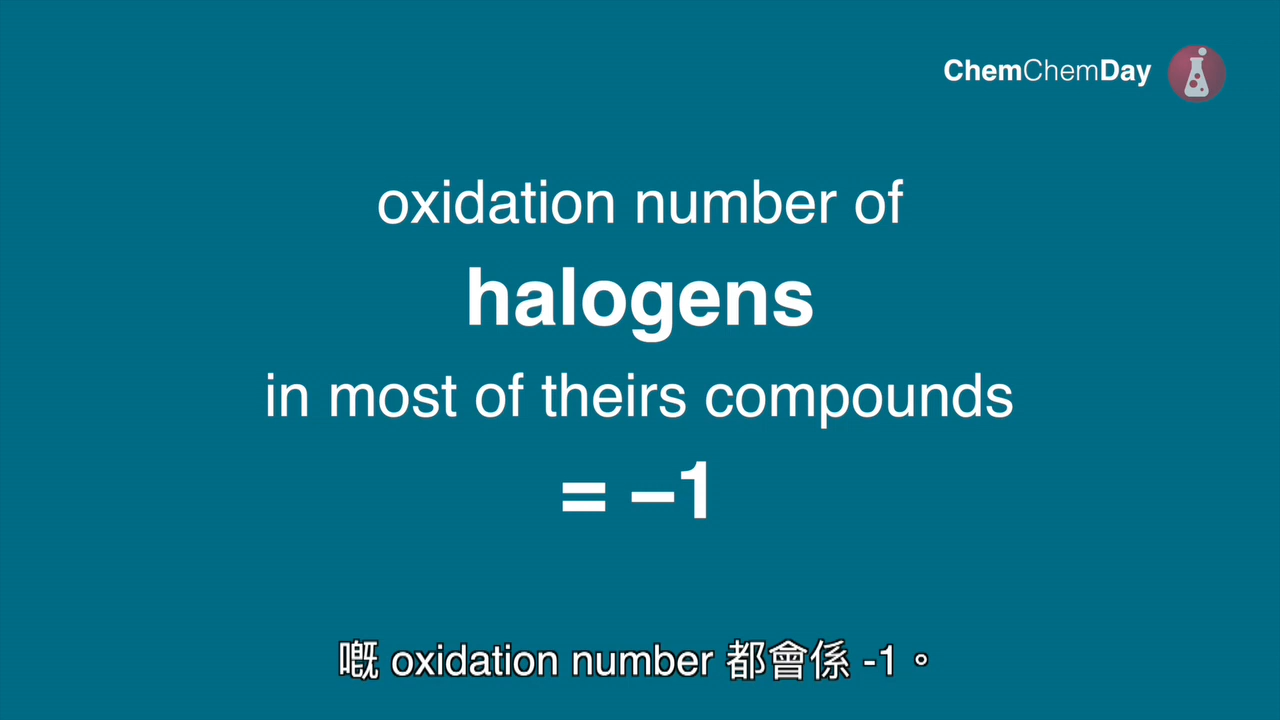 ChemChemDay
oxidation number of
halogens
in most of theirs compounds
= –1
嘅 oxidation number 都會係 -1。